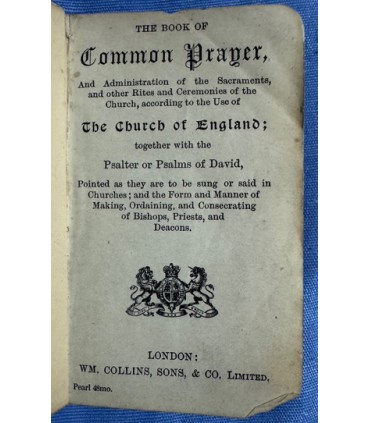 THE BOOK OF
Common Prayer,
And Administration of the Sacraments,
and other Rites and Ceremonies of the
Church, according to the Use of
The Church of England;
together with the
Psalter or Psalms of David,
Pointed as they are to be sung or said in
Churches; and the Form and Manner of
Making, Ordaining, and Consecrating
of Bishops, Priests, and
Deacons.
LONDON:
WM. COLLINS, SONS, & CO. LIMITED,
Pearl 48mo.